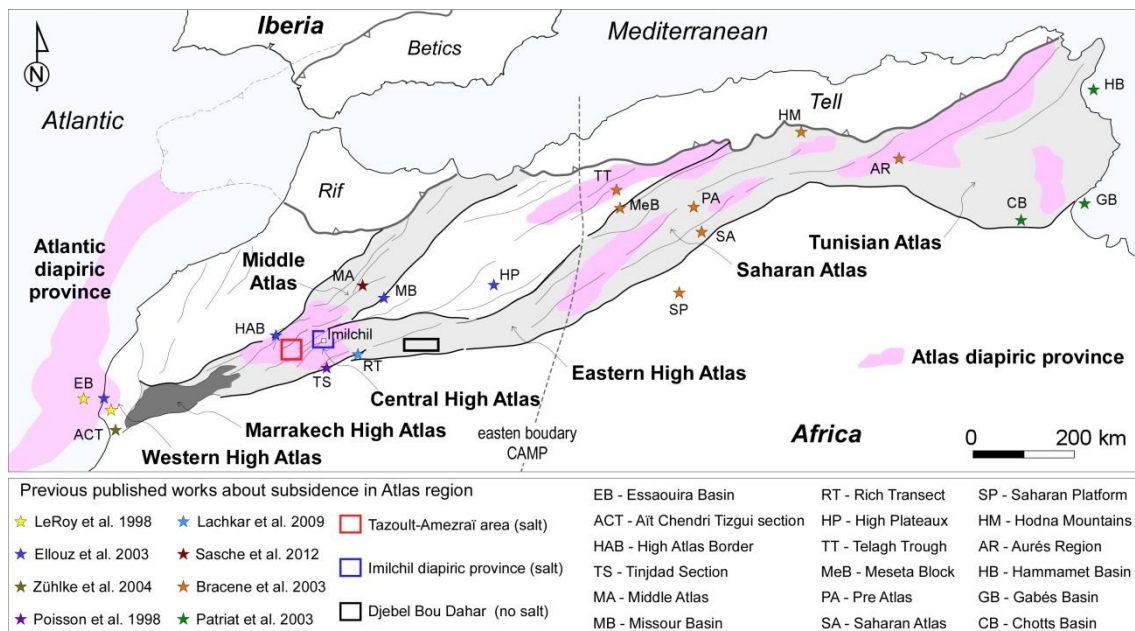 Iberia
Betics
Mediterranean
N
Atlantic
Tell
HB
HM
Rif
TT
AR
MeB
PA
CB
GB
Atlantic
diapiric
province
SA
Tunisian Atlas
Middle
Atlas
MA
HP
Saharan Atlas
MB
SP
HAB
Imilchil
Atlas diapiric province
RT
TS
Eastern High Atlas
EB
Central High Atlas
ACT
Marrakech High Atlas
easten boudary
CAMP
Africa
0 200 km
Western High Atlas
Previous published works about subsidence in Atlas region
LeRoy et al. 1998
Ellouz et al. 2003
Zühlke et al. 2004
Poisson et al. 1998
Lachkar et al. 2009
Sasche et al. 2012
Bracene et al. 2003
Patriat et al. 2003
Tazoult-Amezraï area (salt)
Imilchil diapiric province (salt)
Djebel Bou Dahar (no salt)
EB - Essaouira Basin
ACT - Aït Chendri Tizgui section
HAB - High Atlas Border
TS - Tinjdad Section
MA - Middle Atlas
MB - Missour Basin
RT - Rich Transect
HP - High Plateaux
TT - Telagh Trough
MeB - Meseta Block
PA - Pre Atlas
SA - Saharan Atlas
SP - Saharan Platform
HM - Hodna Mountains
AR - Aurés Region
HB - Hammamet Basin
GB - Gabés Basin
CB - Chotts Basin